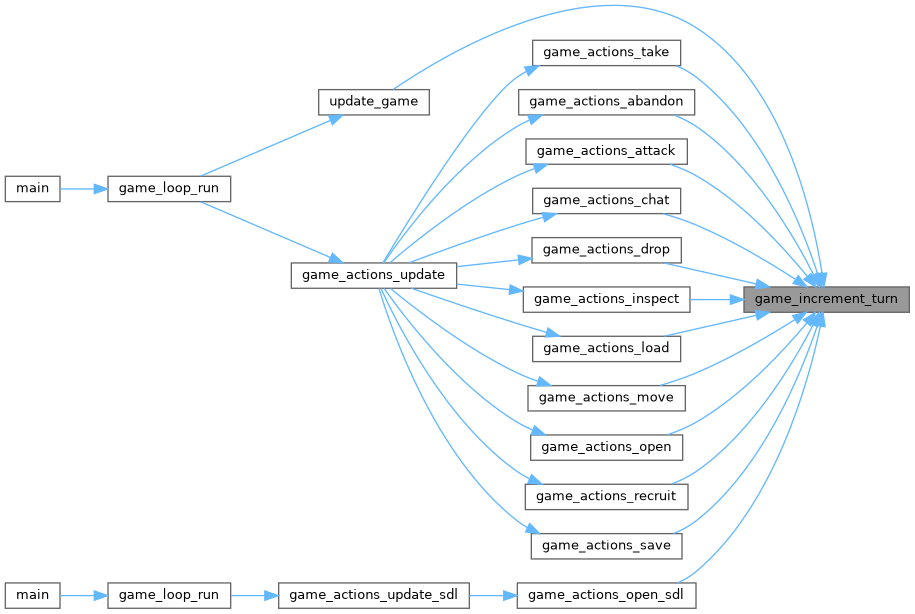 game_actions_take
update_game
game_actions_abandon
game_actions_attack
main
game_loop_run
game_actions_chat
game_actions_drop
game_actions_update
game_actions_inspect
game_increment_turn
game_actions_load
game_actions_move
game_actions_open
game_actions_recruit
game_actions_save
main
game_loop_run
game_actions_update_sdl
game_actions_open_sdl